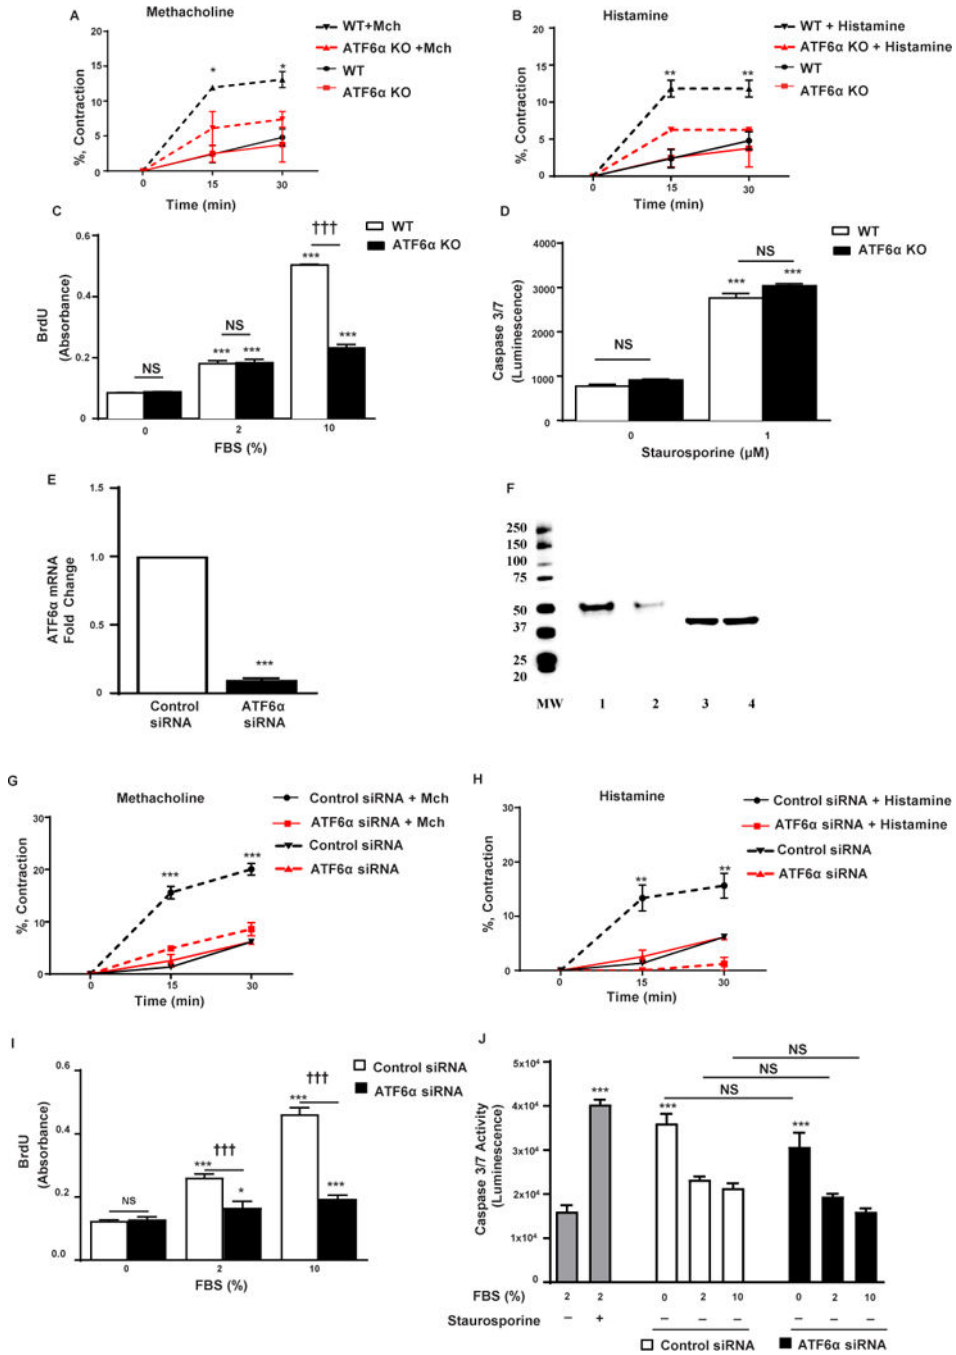 A
Methacholine
WT+Mch
ATF6α KO +Mch
WT
ATF6α KO
20
15
10
5
0
%, Contraction
*
*
0
15
30
Time (min)
B
Histamine
WT + Histamine
ATF6α KO + Histamine
WT
ATF6α KO
20
15
10
5
0
%, Contraction
**
**
0
15
30
Time (min)
C
WT
ATF6α KO
0.6
0.4
0.2
0
BrdU
(Absorbance)
NS
NS
***
***
†††
***
***
0
2
10
FBS (%)
D
WT
ATF6α KO
4000
3000
2000
1000
0
Caspase 3/7
(Luminescence)
NS
NS
***
***
0
1
Staurosporine (µM)
E
1.5
1.0
0.5
0
ATF6α mRNA
Fold Change
***
Control
siRNA
ATF6α
siRNA
F
250
150
100
75
50
37
25
20
MW
1
2
3
4
G
Methacholine
Control siRNA + Mch
ATF6α siRNA + Mch
Control siRNA
ATF6α siRNA
30
20
10
0
%, Contraction
***
***
0
15
30
Time (min)
H
Histamine
Control siRNA + Histamine
ATF6α siRNA + Histamine
Control siRNA
ATF6α siRNA
30
20
10
0
%, Contraction
**
**
0
15
30
Time (min)
I
Control siRNA
ATF6α siRNA
0.6
0.4
0.2
0.0
BrdU
(Absorbance)
NS
†††
***
*
†††
***
***
0
2
10
FBS (%)
J
5x10⁴
4x10⁴
3x10⁴
2x10⁴
1x10⁴
0
Caspase 3/7 Activity
(Luminescence)
NS
NS
NS
***
***
***
FBS (%)
2
2
0
2
10
0
2
10
Staurosporine
–
+
–
–
–
–
–
–
Control siRNA
ATF6α siRNA